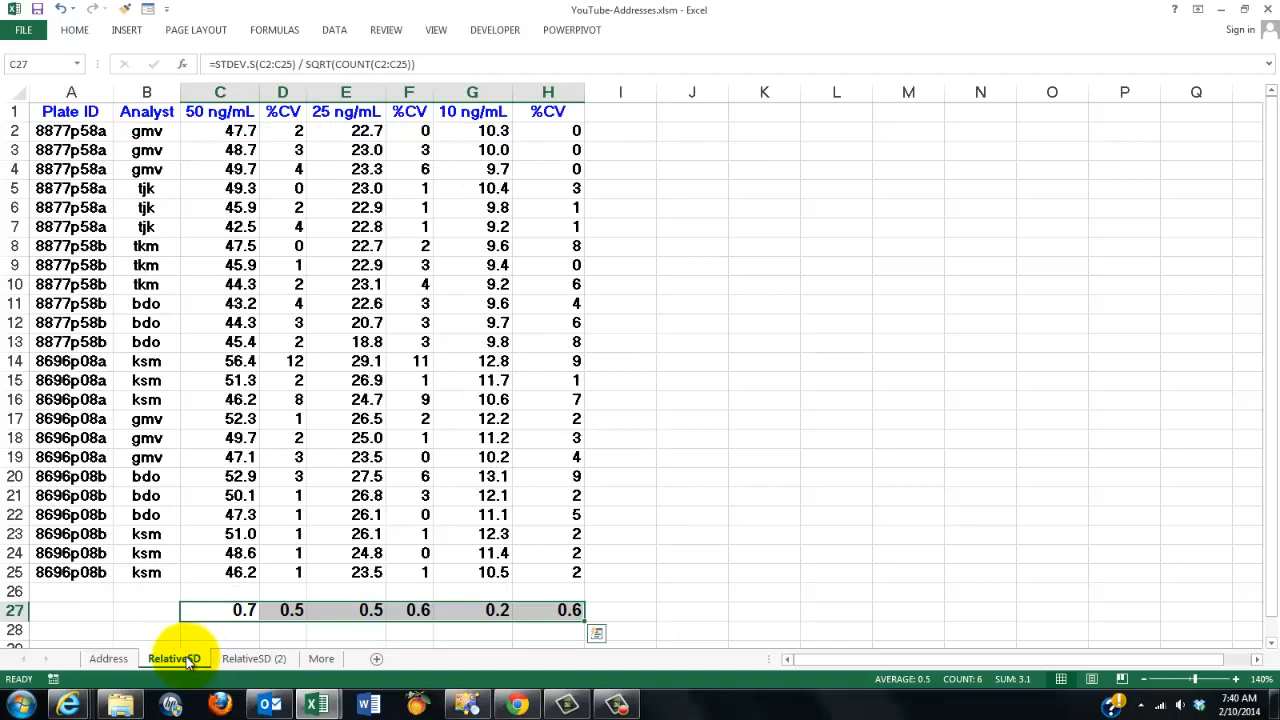 YouTube-Addresses.xlsm - Excel
FILE HOME INSERT PAGE LAYOUT FORMULAS DATA REVIEW VIEW DEVELOPER POWERPIVOT Sign in
C27 fx =STDEV.S(C2:C25) / SQRT(COUNT(C2:C25))
A B C D E F G H I J K L M N O P Q
1 Plate ID Analyst 50 ng/mL %CV 25 ng/mL %CV 10 ng/mL %CV
2 8877p58a gmv 47.7 2 22.7 0 10.3 0
3 8877p58a gmv 48.7 3 23.0 3 10.0 0
4 8877p58a gmv 49.7 4 23.3 6 9.7 0
5 8877p58a tjk 49.3 0 23.0 1 10.4 3
6 8877p58a tjk 45.9 2 22.9 1 9.8 1
7 8877p58a tjk 42.5 4 22.8 1 9.2 1
8 8877p58b tkm 47.5 0 22.7 2 9.6 8
9 8877p58b tkm 45.9 1 22.9 3 9.4 0
10 8877p58b tkm 44.3 2 23.1 4 9.2 6
11 8877p58b bdo 43.2 4 22.6 3 9.6 4
12 8877p58b bdo 44.3 3 20.7 3 9.7 6
13 8877p58b bdo 45.4 2 18.8 3 9.8 8
14 8696p08a ksm 56.4 12 29.1 11 12.8 9
15 8696p08a ksm 51.3 2 26.9 1 11.7 1
16 8696p08a ksm 46.2 8 24.7 9 10.6 7
17 8696p08a gmv 52.3 1 26.5 2 12.2 2
18 8696p08a gmv 49.7 2 25.0 1 11.2 3
19 8696p08a gmv 47.1 3 23.5 0 10.2 4
20 8696p08b bdo 52.9 3 27.5 6 13.1 9
21 8696p08b bdo 50.1 1 26.8 3 12.1 2
22 8696p08b bdo 47.3 1 26.1 0 11.1 5
23 8696p08b ksm 51.0 1 26.1 1 12.3 2
24 8696p08b ksm 48.6 1 24.8 0 11.4 2
25 8696p08b ksm 46.2 1 23.5 1 10.5 2
26
27 0.7 0.5 0.5 0.6 0.2 0.6
28
Address RelativeSD RelativeSD (2) More
READY AVERAGE: 0.5 COUNT: 6 SUM: 3.1 140%
7:40 AM
2/10/2014